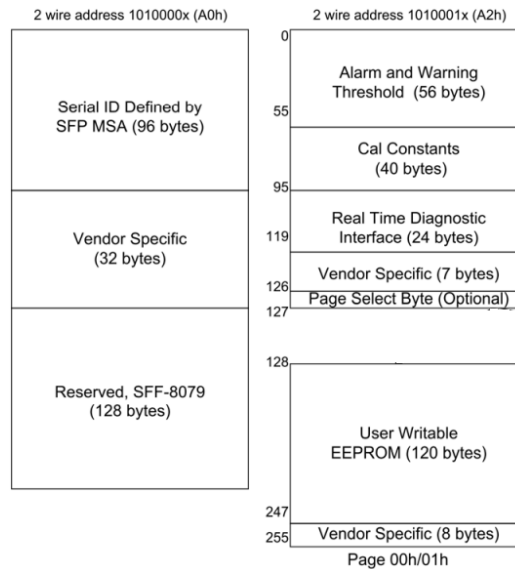 2 wire address 1010000x (A0h)
Serial ID Defined by
SFP MSA (96 bytes)
Vendor Specific
(32 bytes)
Reserved, SFF-8079
(128 bytes)
2 wire address 1010001x (A2h)
0
Alarm and Warning
Threshold (56 bytes)
55
Cal Constants
(40 bytes)
95
Real Time Diagnostic
Interface (24 bytes)
119
Vendor Specific (7 bytes)
126
Page Select Byte (Optional)
127
128
User Writable
EEPROM (120 bytes)
247
Vendor Specific (8 bytes)
255
Page 00h/01h